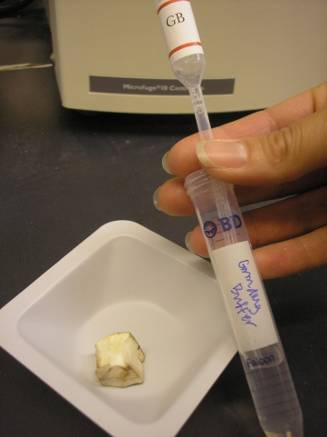 GB
Microfuge®18 Cen
BD
Grinding
Buffer
Falcon